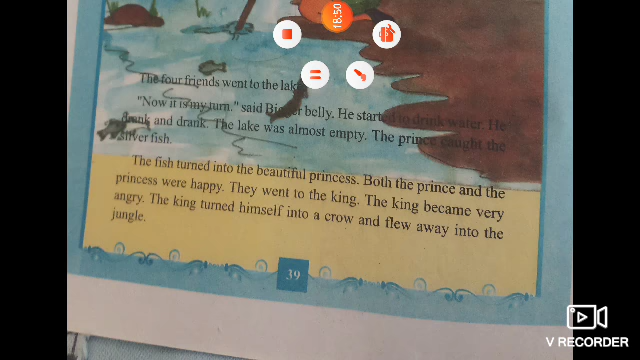 18:50
The four friends went to the lake
"Now it is my turn." said Bigger belly. He started to drink water. He
drank and drank. The lake was almost empty. The prince caught the
silver fish.
The fish turned into the beautiful princess. Both the prince and the
princess were happy. They went to the king. The king became very
angry. The king turned himself into a crow and flew away into the
jungle.
39
V RECORDER